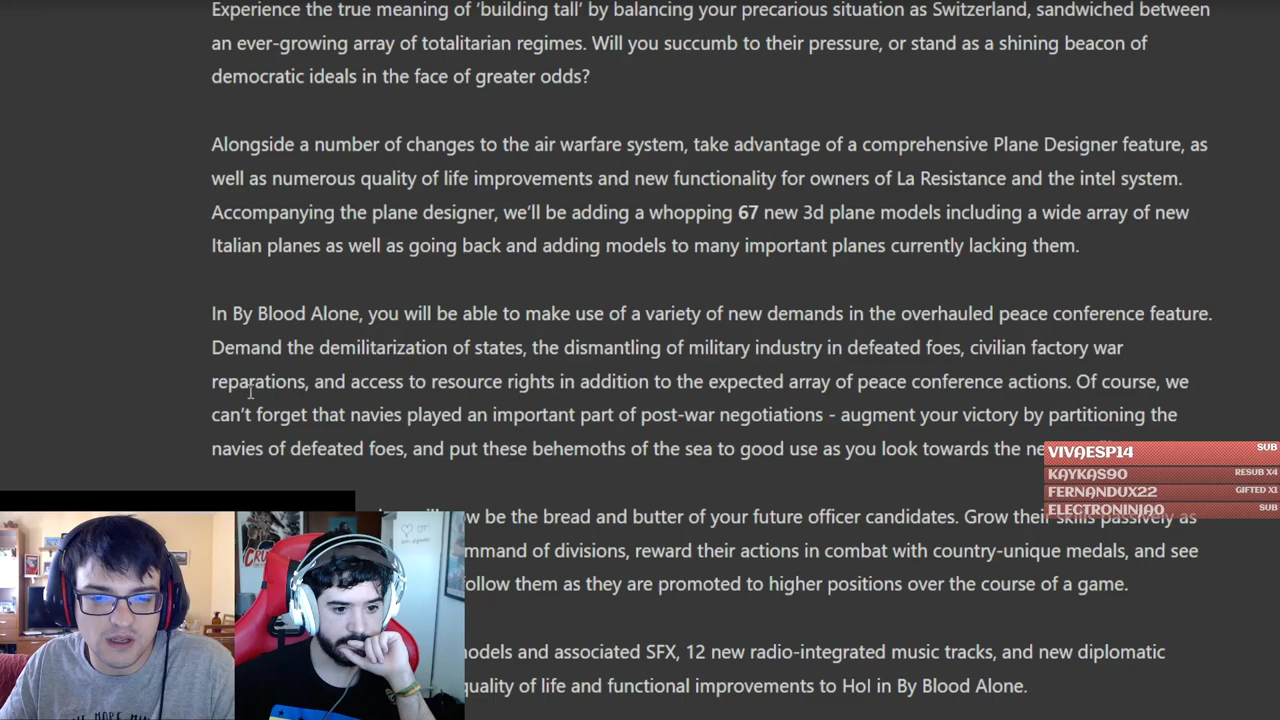 Experience the true meaning of ‘building tall’ by balancing your precarious situation as Switzerland, sandwiched between
an ever-growing array of totalitarian regimes. Will you succumb to their pressure, or stand as a shining beacon of
democratic ideals in the face of greater odds?
Alongside a number of changes to the air warfare system, take advantage of a comprehensive Plane Designer feature, as
well as numerous quality of life improvements and new functionality for owners of La Resistance and the intel system.
Accompanying the plane designer, we’ll be adding a whopping 67 new 3d plane models including a wide array of new
Italian planes as well as going back and adding models to many important planes currently lacking them.
In By Blood Alone, you will be able to make use of a variety of new demands in the overhauled peace conference feature.
Demand the demilitarization of states, the dismantling of military industry in defeated foes, civilian factory war
reparations, and access to resource rights in addition to the expected array of peace conference actions. Of course, we
can’t forget that navies played an important part of post-war negotiations - augment your victory by partitioning the
navies of defeated foes, and put these behemoths of the sea to good use as you look towards the
VIVAESP14 SUB
KAYKAS90 RESUB X4
FERNANDUX22 GIFTED X1
ELECTRONINJA0 SUB
be the bread and butter of your future officer candidates. Grow their skills passively as
of divisions, reward their actions in combat with country-unique medals, and see
follow them as they are promoted to higher positions over the course of a game.
and associated SFX, 12 new radio-integrated music tracks, and new diplomatic
quality of life and functional improvements to HoI in By Blood Alone.